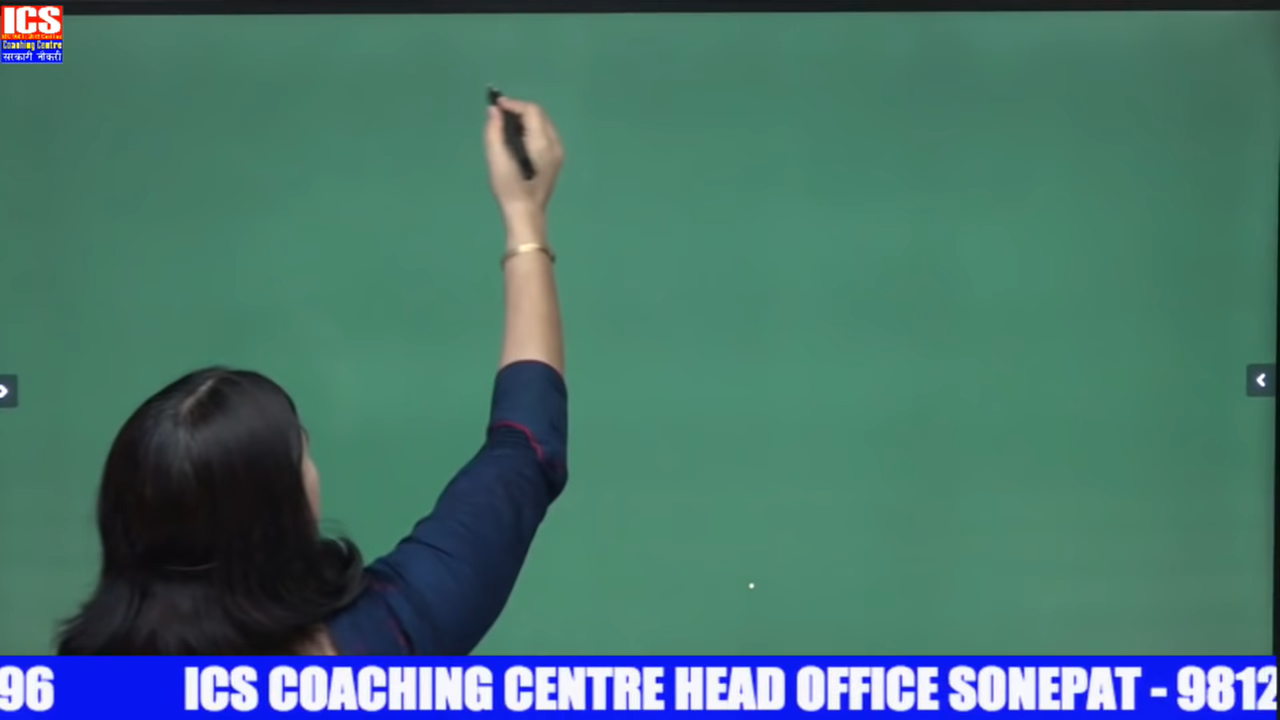 ICS
Coaching Centre
सरकारी नौकरी
96 ICS COACHING CENTRE HEAD OFFICE SONEPAT - 9812